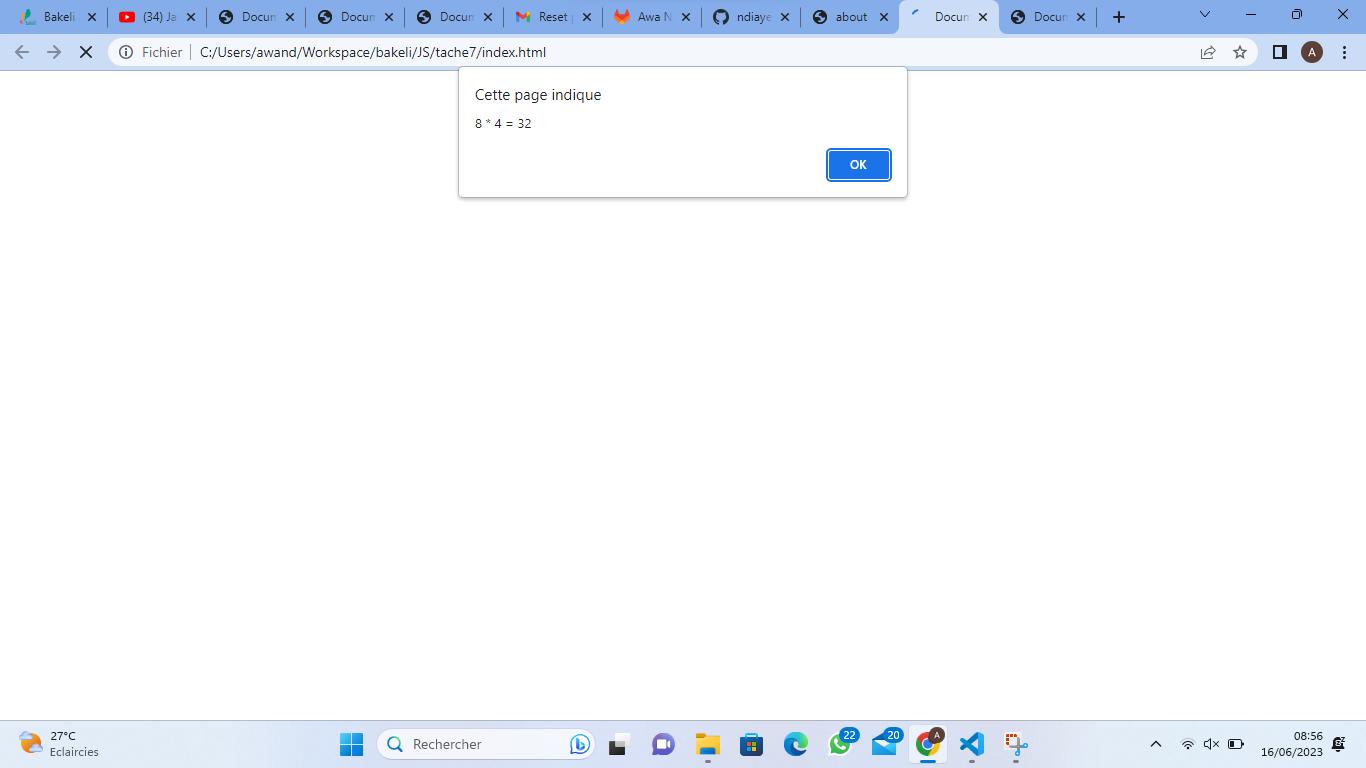 Bakeli
(34) Ja
Docum
Docum
Docum
Reset
Awa N
ndiaye
about
Docum
Docum
Fichier
C:/Users/awand/Workspace/bakeli/JS/tache7/index.html
A
Cette page indique
8 * 4 = 32
OK
27°C
Eclaircies
Rechercher
22
20
A
08:56
16/06/2023